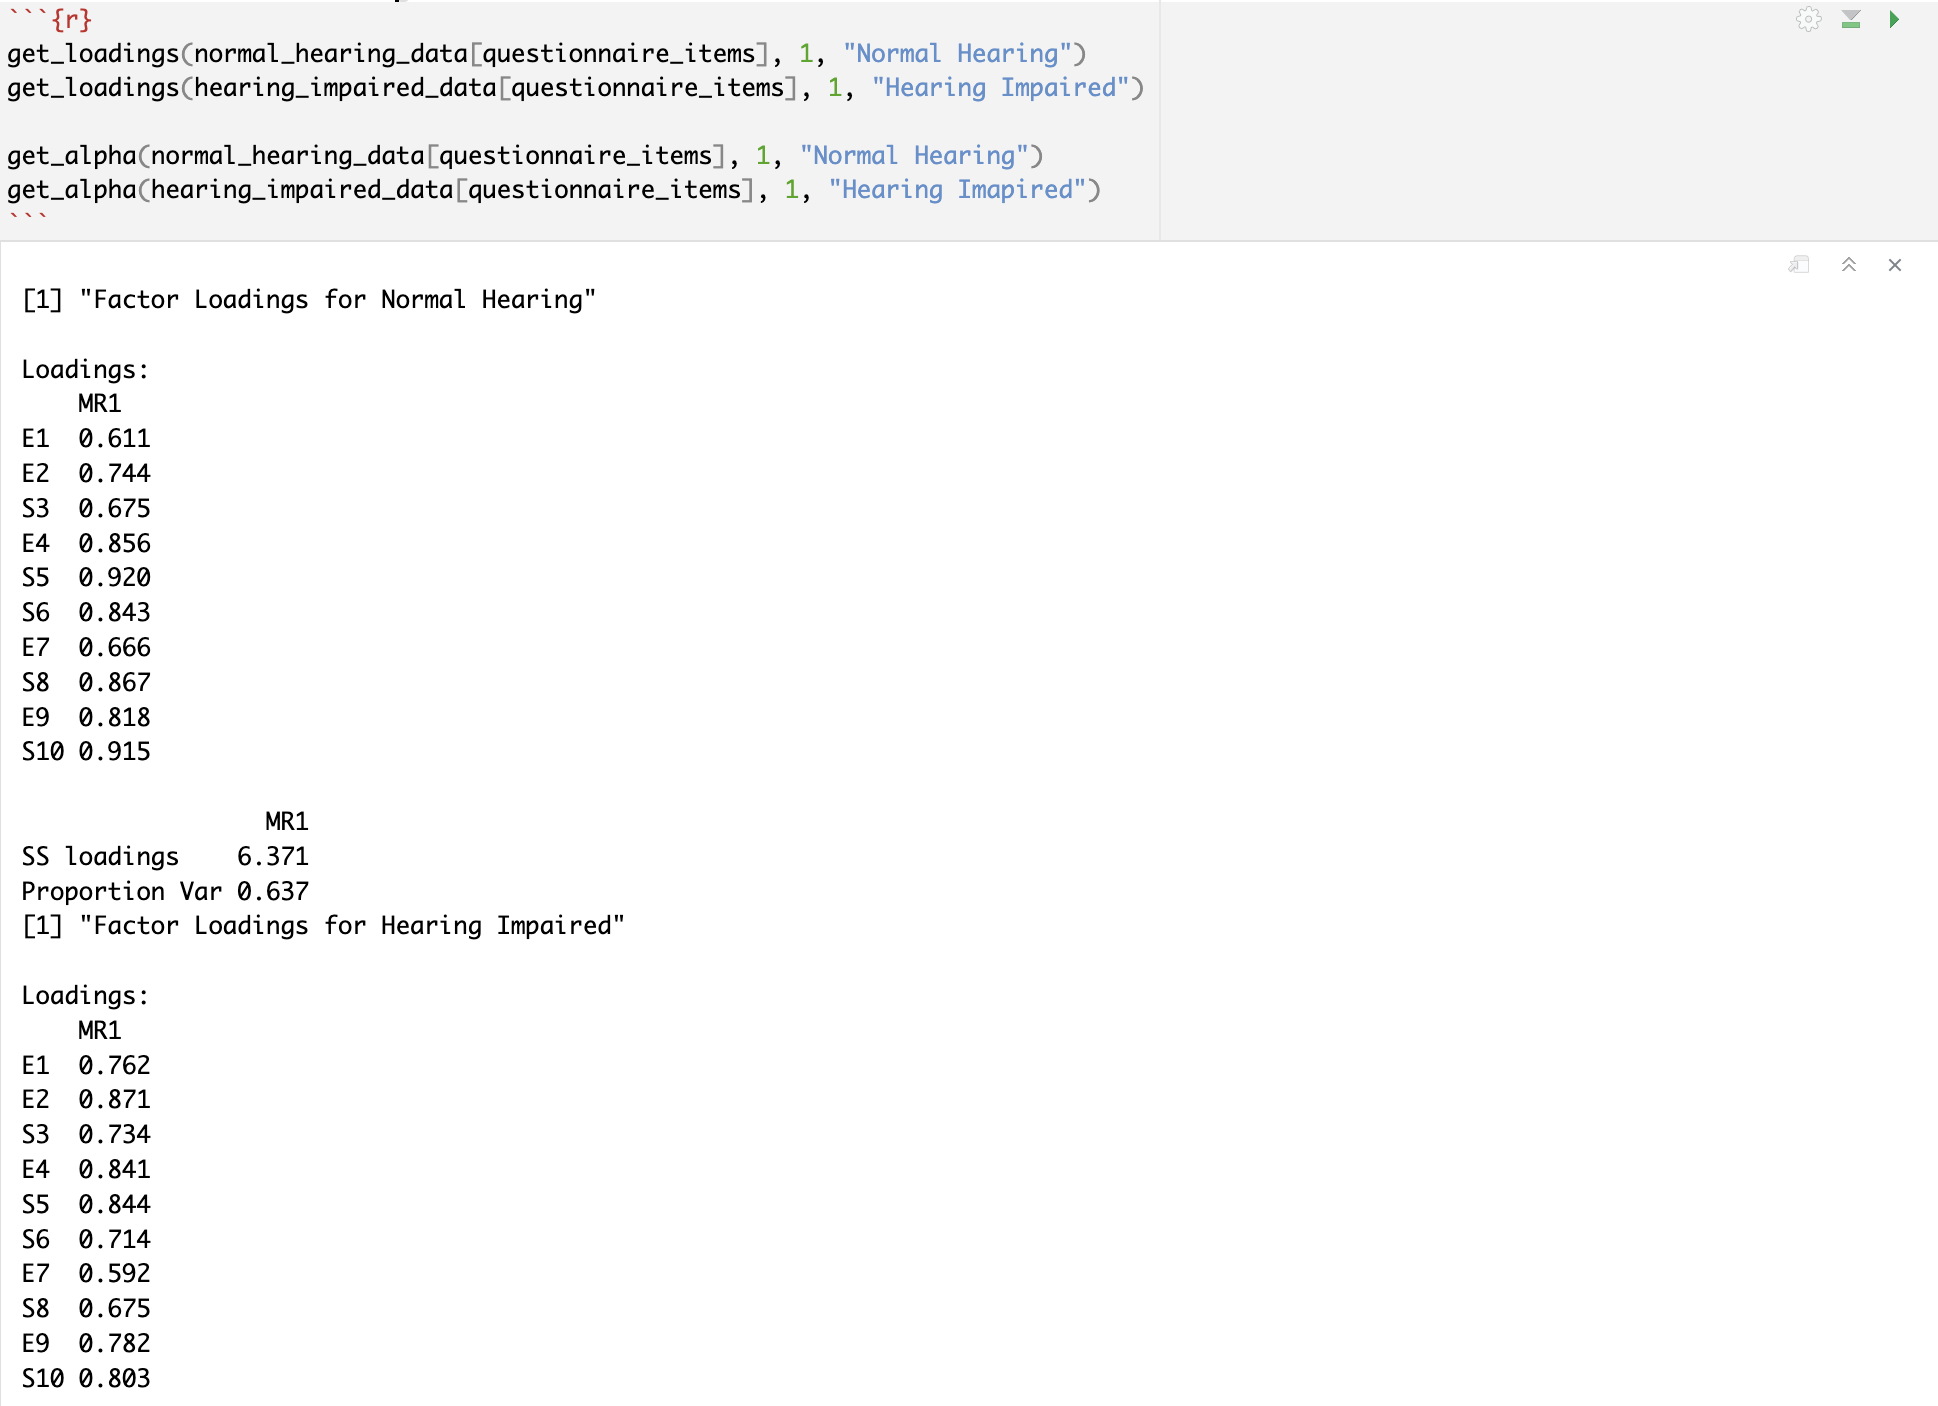 ```{r}
get_loadings(normal_hearing_data[questionnaire_items], 1, "Normal Hearing")
get_loadings(hearing_impaired_data[questionnaire_items], 1, "Hearing Impaired")

get_alpha(normal_hearing_data[questionnaire_items], 1, "Normal Hearing")
get_alpha(hearing_impaired_data[questionnaire_items], 1, "Hearing Imapired")
```
[1] "Factor Loadings for Normal Hearing"

Loadings:
    MR1
E1  0.611
E2  0.744
S3  0.675
E4  0.856
S5  0.920
S6  0.843
E7  0.666
S8  0.867
E9  0.818
S10 0.915

                 MR1
SS loadings    6.371
Proportion Var 0.637
[1] "Factor Loadings for Hearing Impaired"

Loadings:
    MR1
E1  0.762
E2  0.871
S3  0.734
E4  0.841
S5  0.844
S6  0.714
E7  0.592
S8  0.675
E9  0.782
S10 0.803